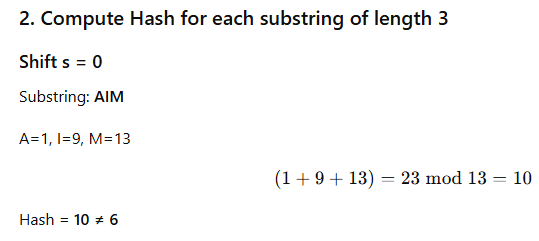 2. Compute Hash for each substring of length 3
Shift s = 0
Substring: AIM
A=1, I=9, M=13
(1 + 9 + 13) = 23 mod 13 = 10
Hash = 10 ≠ 6